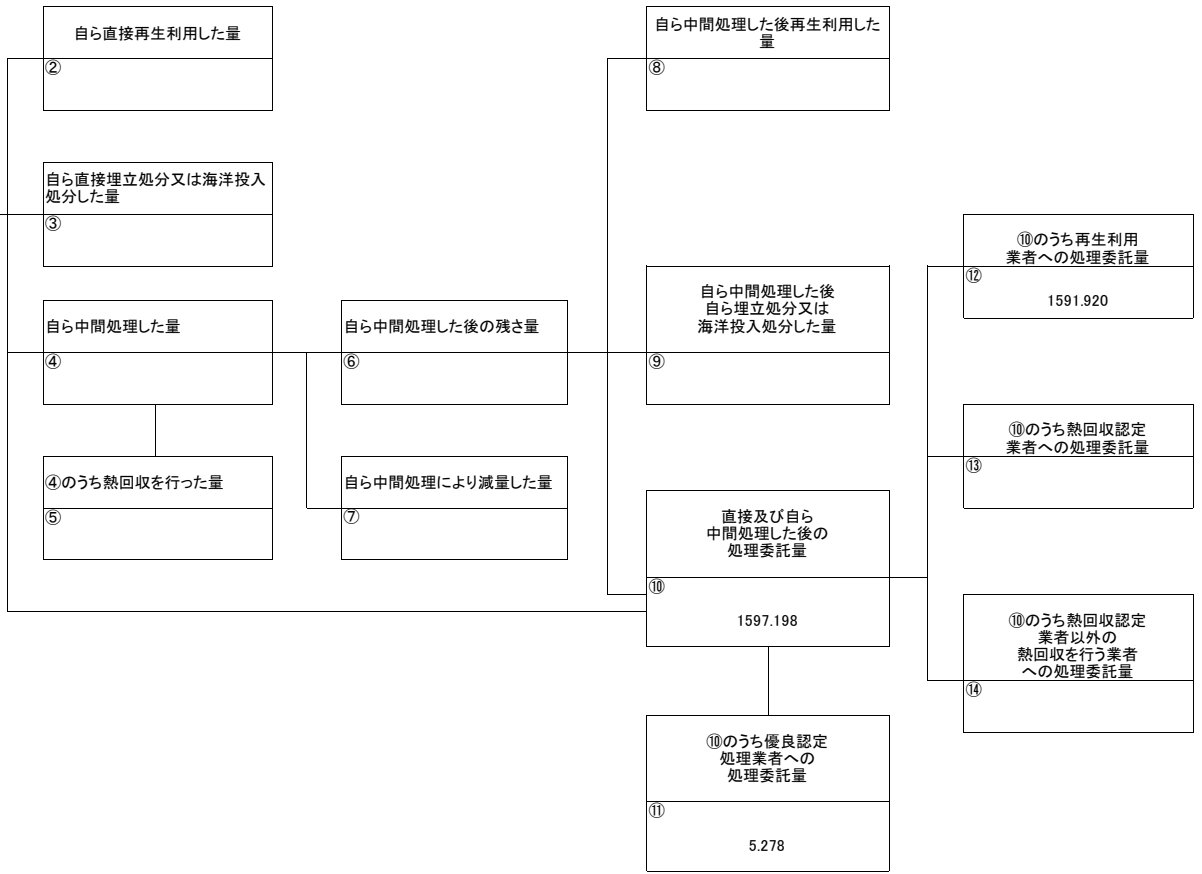 自ら直接再生利用した量
②
自ら直接埋立処分又は海洋投入
処分した量
③
自ら中間処理した量
④
④のうち熱回収を行った量
⑤
自ら中間処理した後の残さ量
⑥
自ら中間処理により減量した量
⑦
自ら中間処理した後再生利用した
量
⑧
自ら中間処理した後
自ら埋立処分又は
海洋投入処分した量
⑨
直接及び自ら
中間処理した後の
処理委託量
⑩
1597.198
⑩のうち優良認定
処理業者への
処理委託量
⑪
5.278
⑩のうち再生利用
業者への処理委託量
⑫
1591.920
⑩のうち熱回収認定
業者への処理委託量
⑬
⑩のうち熱回収認定
業者以外の
熱回収を行う業者
への処理委託量
⑭